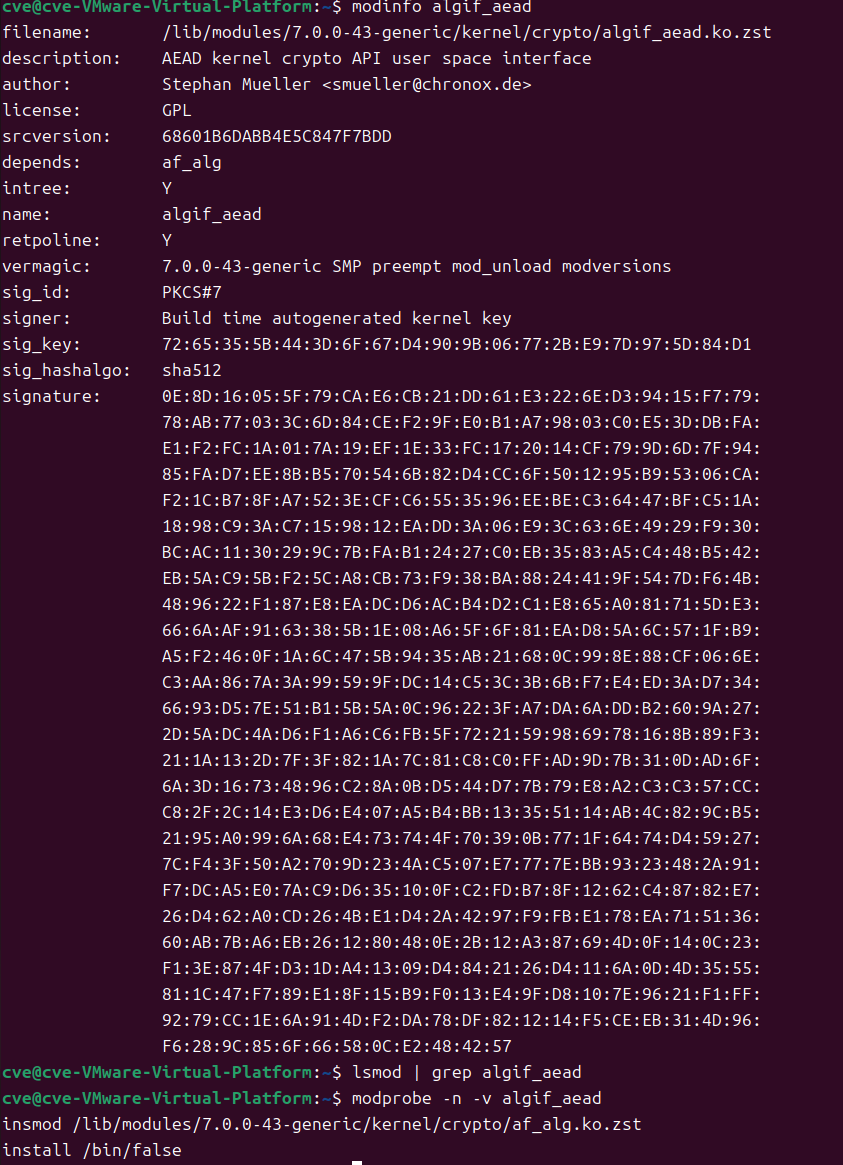 cve@cve-VMware-Virtual-Platform:~$ modinfo algif_aead
filename: /lib/modules/7.0.0-43-generic/kernel/crypto/algif_aead.ko.zst
description: AEAD kernel crypto API user space interface
author: Stephan Mueller <smueller@chronox.de>
license: GPL
srcversion: 68601B6DABB4E5C847F7BDD
depends: af_alg
intree: Y
name: algif_aead
retpoline: Y
vermagic: 7.0.0-43-generic SMP preempt mod_unload modversions
sig_id: PKCS#7
signer: Build time autogenerated kernel key
sig_key: 72:65:35:5B:44:3D:6F:67:D4:90:9B:06:77:2B:E9:7D:97:5D:84:D1
sig_hashalgo: sha512
signature: 0E:8D:16:05:5F:79:CA:E6:CB:21:DD:61:E3:22:6E:D3:94:15:F7:79:
78:AB:77:03:3C:6D:84:CE:F2:9F:E0:B1:A7:98:03:C0:E5:3D:DB:FA:
E1:F2:FC:1A:01:7A:19:EF:1E:33:FC:17:20:14:CF:79:9D:6D:7F:94:
85:FA:D7:EE:8B:B5:70:54:6B:82:D4:CC:6F:50:12:95:B9:53:06:CA:
F2:1C:B7:8F:A7:52:3E:CF:C6:55:35:96:EE:BE:C3:64:47:BF:C5:1A:
18:98:C9:3A:C7:15:98:12:EA:DD:3A:06:E9:3C:63:6E:49:29:F9:30:
BC:AC:11:30:29:9C:7B:FA:B1:24:27:C0:EB:35:83:A5:C4:48:B5:42:
EB:5A:C9:5B:F2:5C:A8:CB:73:F9:38:BA:88:24:41:9F:54:7D:F6:4B:
48:96:22:F1:87:E8:EA:DC:D6:AC:B4:D2:C1:E8:65:A0:81:71:5D:E3:
66:6A:AF:91:63:38:5B:1E:08:A6:5F:6F:81:EA:D8:5A:6C:57:1F:B9:
A5:F2:46:0F:1A:6C:47:5B:94:35:AB:21:68:0C:99:8E:88:CF:06:6E:
C3:AA:86:7A:3A:99:59:9F:DC:14:C5:3C:3B:6B:F7:E4:ED:3A:D7:34:
66:93:D5:7E:51:B1:5B:5A:0C:96:22:3F:A7:DA:6A:DD:B2:60:9A:27:
2D:5A:DC:4A:D6:F1:A6:C6:FB:5F:72:21:59:98:69:78:16:8B:89:F3:
21:1A:13:2D:7F:3F:82:1A:7C:81:C8:C0:FF:AD:9D:7B:31:0D:AD:6F:
6A:3D:16:73:48:96:C2:8A:0B:D5:44:D7:7B:79:E8:A2:C3:C3:57:CC:
C8:2F:2C:14:E3:D6:E4:07:A5:B4:BB:13:35:51:14:AB:4C:82:9C:B5:
21:95:A0:99:6A:68:E4:73:74:4F:70:39:0B:77:1F:64:74:D4:59:27:
7C:F4:3F:50:A2:70:9D:23:4A:C5:07:E7:77:7E:BB:93:23:48:2A:91:
F7:DC:A5:E0:7A:C9:D6:35:10:0F:C2:FD:B7:8F:12:62:C4:87:82:E7:
26:D4:62:A0:CD:26:4B:E1:D4:2A:42:97:F9:FB:E1:78:EA:71:51:36:
60:AB:7B:A6:EB:26:12:80:48:0E:2B:12:A3:87:69:4D:0F:14:0C:23:
F1:3E:87:4F:D3:1D:A4:13:09:D4:84:21:26:D4:11:6A:0D:4D:35:55:
81:1C:47:F7:89:E1:8F:15:B9:F0:13:E4:9F:D8:10:7E:96:21:F1:FF:
92:79:CC:1E:6A:91:4D:F2:DA:78:DF:82:12:14:F5:CE:EB:31:4D:96:
F6:28:9C:85:6F:66:58:0C:E2:48:42:57
cve@cve-VMware-Virtual-Platform:~$ lsmod | grep algif_aead
cve@cve-VMware-Virtual-Platform:~$ modprobe -n -v algif_aead
insmod /lib/modules/7.0.0-43-generic/kernel/crypto/af_alg.ko.zst
install /bin/false